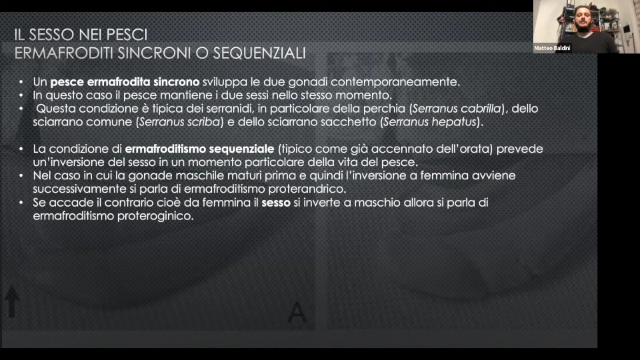 IL SESSO NEI PESCI
ERMAFRODITI SINCRONI O SEQUENZIALI
Matteo Baldini
• Un pesce ermafrodita sincrono sviluppa le due gonadi contemporaneamente.
• In questo caso il pesce mantiene i due sessi nello stesso momento.
• Questa condizione è tipica dei serranidi, in particolare della perchia (Serranus cabrilla), dello
sciarrano comune (Serranus scriba) e dello sciarrano sacchetto (Serranus hepatus).
• La condizione di ermafroditismo sequenziale (tipico come già accennato dell'orata) prevede
un'inversione del sesso in un momento particolare della vita del pesce.
• Nel caso in cui la gonade maschile maturi prima e quindi l'inversione a femmina avviene
successivamente si parla di ermafroditismo proterandrico.
• Se accade il contrario cioè da femmina il sesso si inverte a maschio allora si parla di
ermafroditismo proteroginico.
A